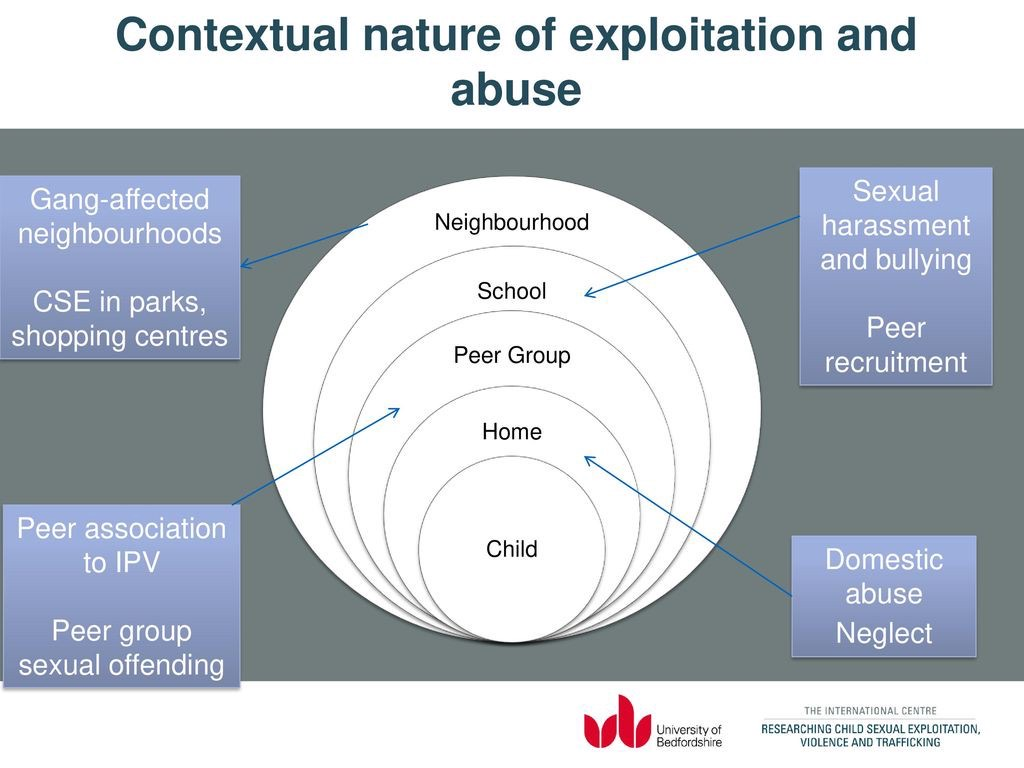 Contextual nature of exploitation and
abuse
Gang-affected
neighbourhoods
CSE in parks,
shopping centres
Neighbourhood
School
Peer Group
Home
Child
Sexual
harassment
and bullying
Peer
recruitment
Peer association
to IPV
Peer group
sexual offending
Domestic
abuse
Neglect
University of
Bedfordshire
THE INTERNATIONAL CENTRE
RESEARCHING CHILD SEXUAL EXPLOITATION,
VIOLENCE AND TRAFFICKING